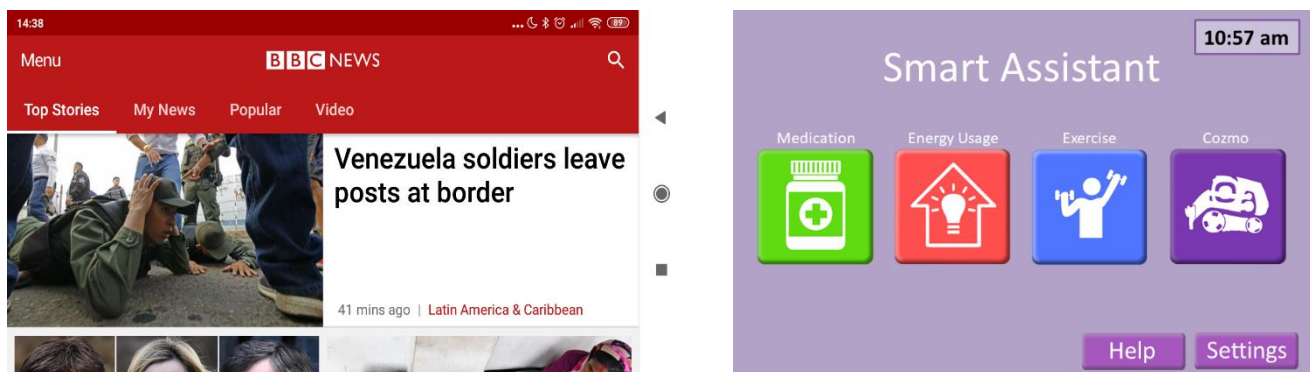 14:38
89
Menu
BBC NEWS
Top Stories My News Popular Video
Venezuela soldiers leave
posts at border
41 mins ago | Latin America & Caribbean
10:57 am
Smart Assistant
Medication Energy Usage Exercise Cozmo
Help Settings